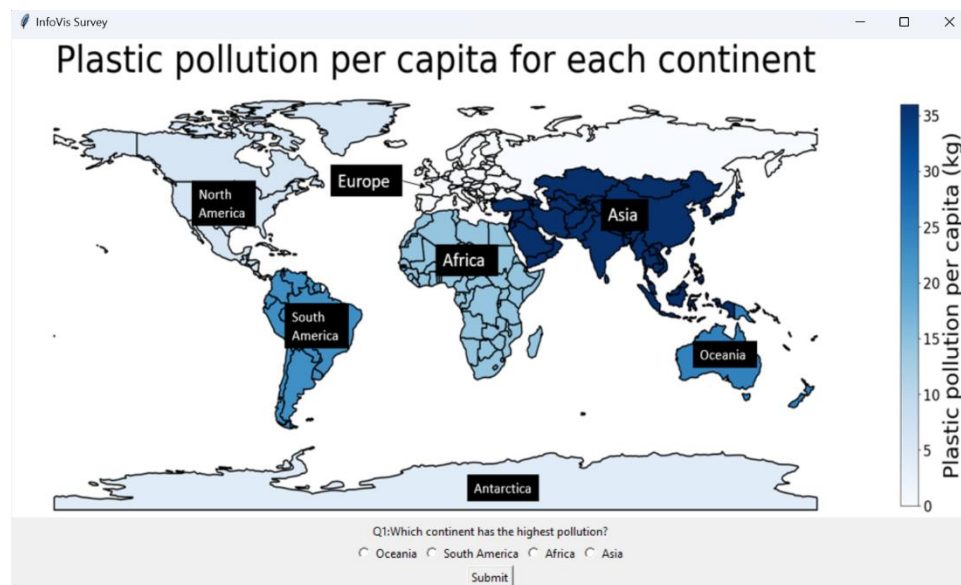 InfoVis Survey
Plastic pollution per capita for each continent
North
America
Europe
Asia
Africa
South
America
Oceania
Antarctica
35
30
25
20
15
10
5
0
Plastic pollution per capita (kg)
Q1:Which continent has the highest pollution?
Oceania South America Africa Asia
Submit